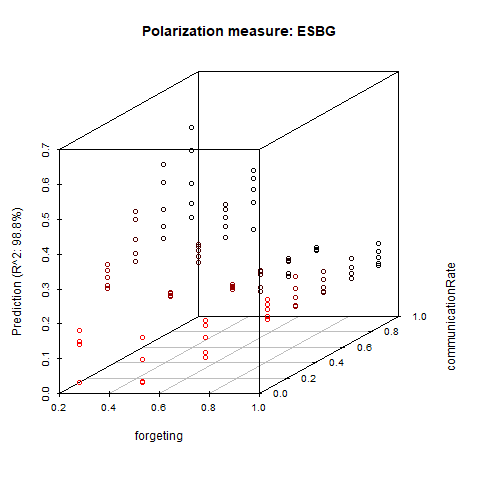 Polarization measure: ESBG
Prediction (R^2: 98.8%)
0.7
0.6
0.5
0.4
0.3
0.2
0.1
0.0
0.2 0.4 0.6 0.8 1.0
forgeting
0.0
0.2
0.4
0.6
0.8
1.0
communicationRate